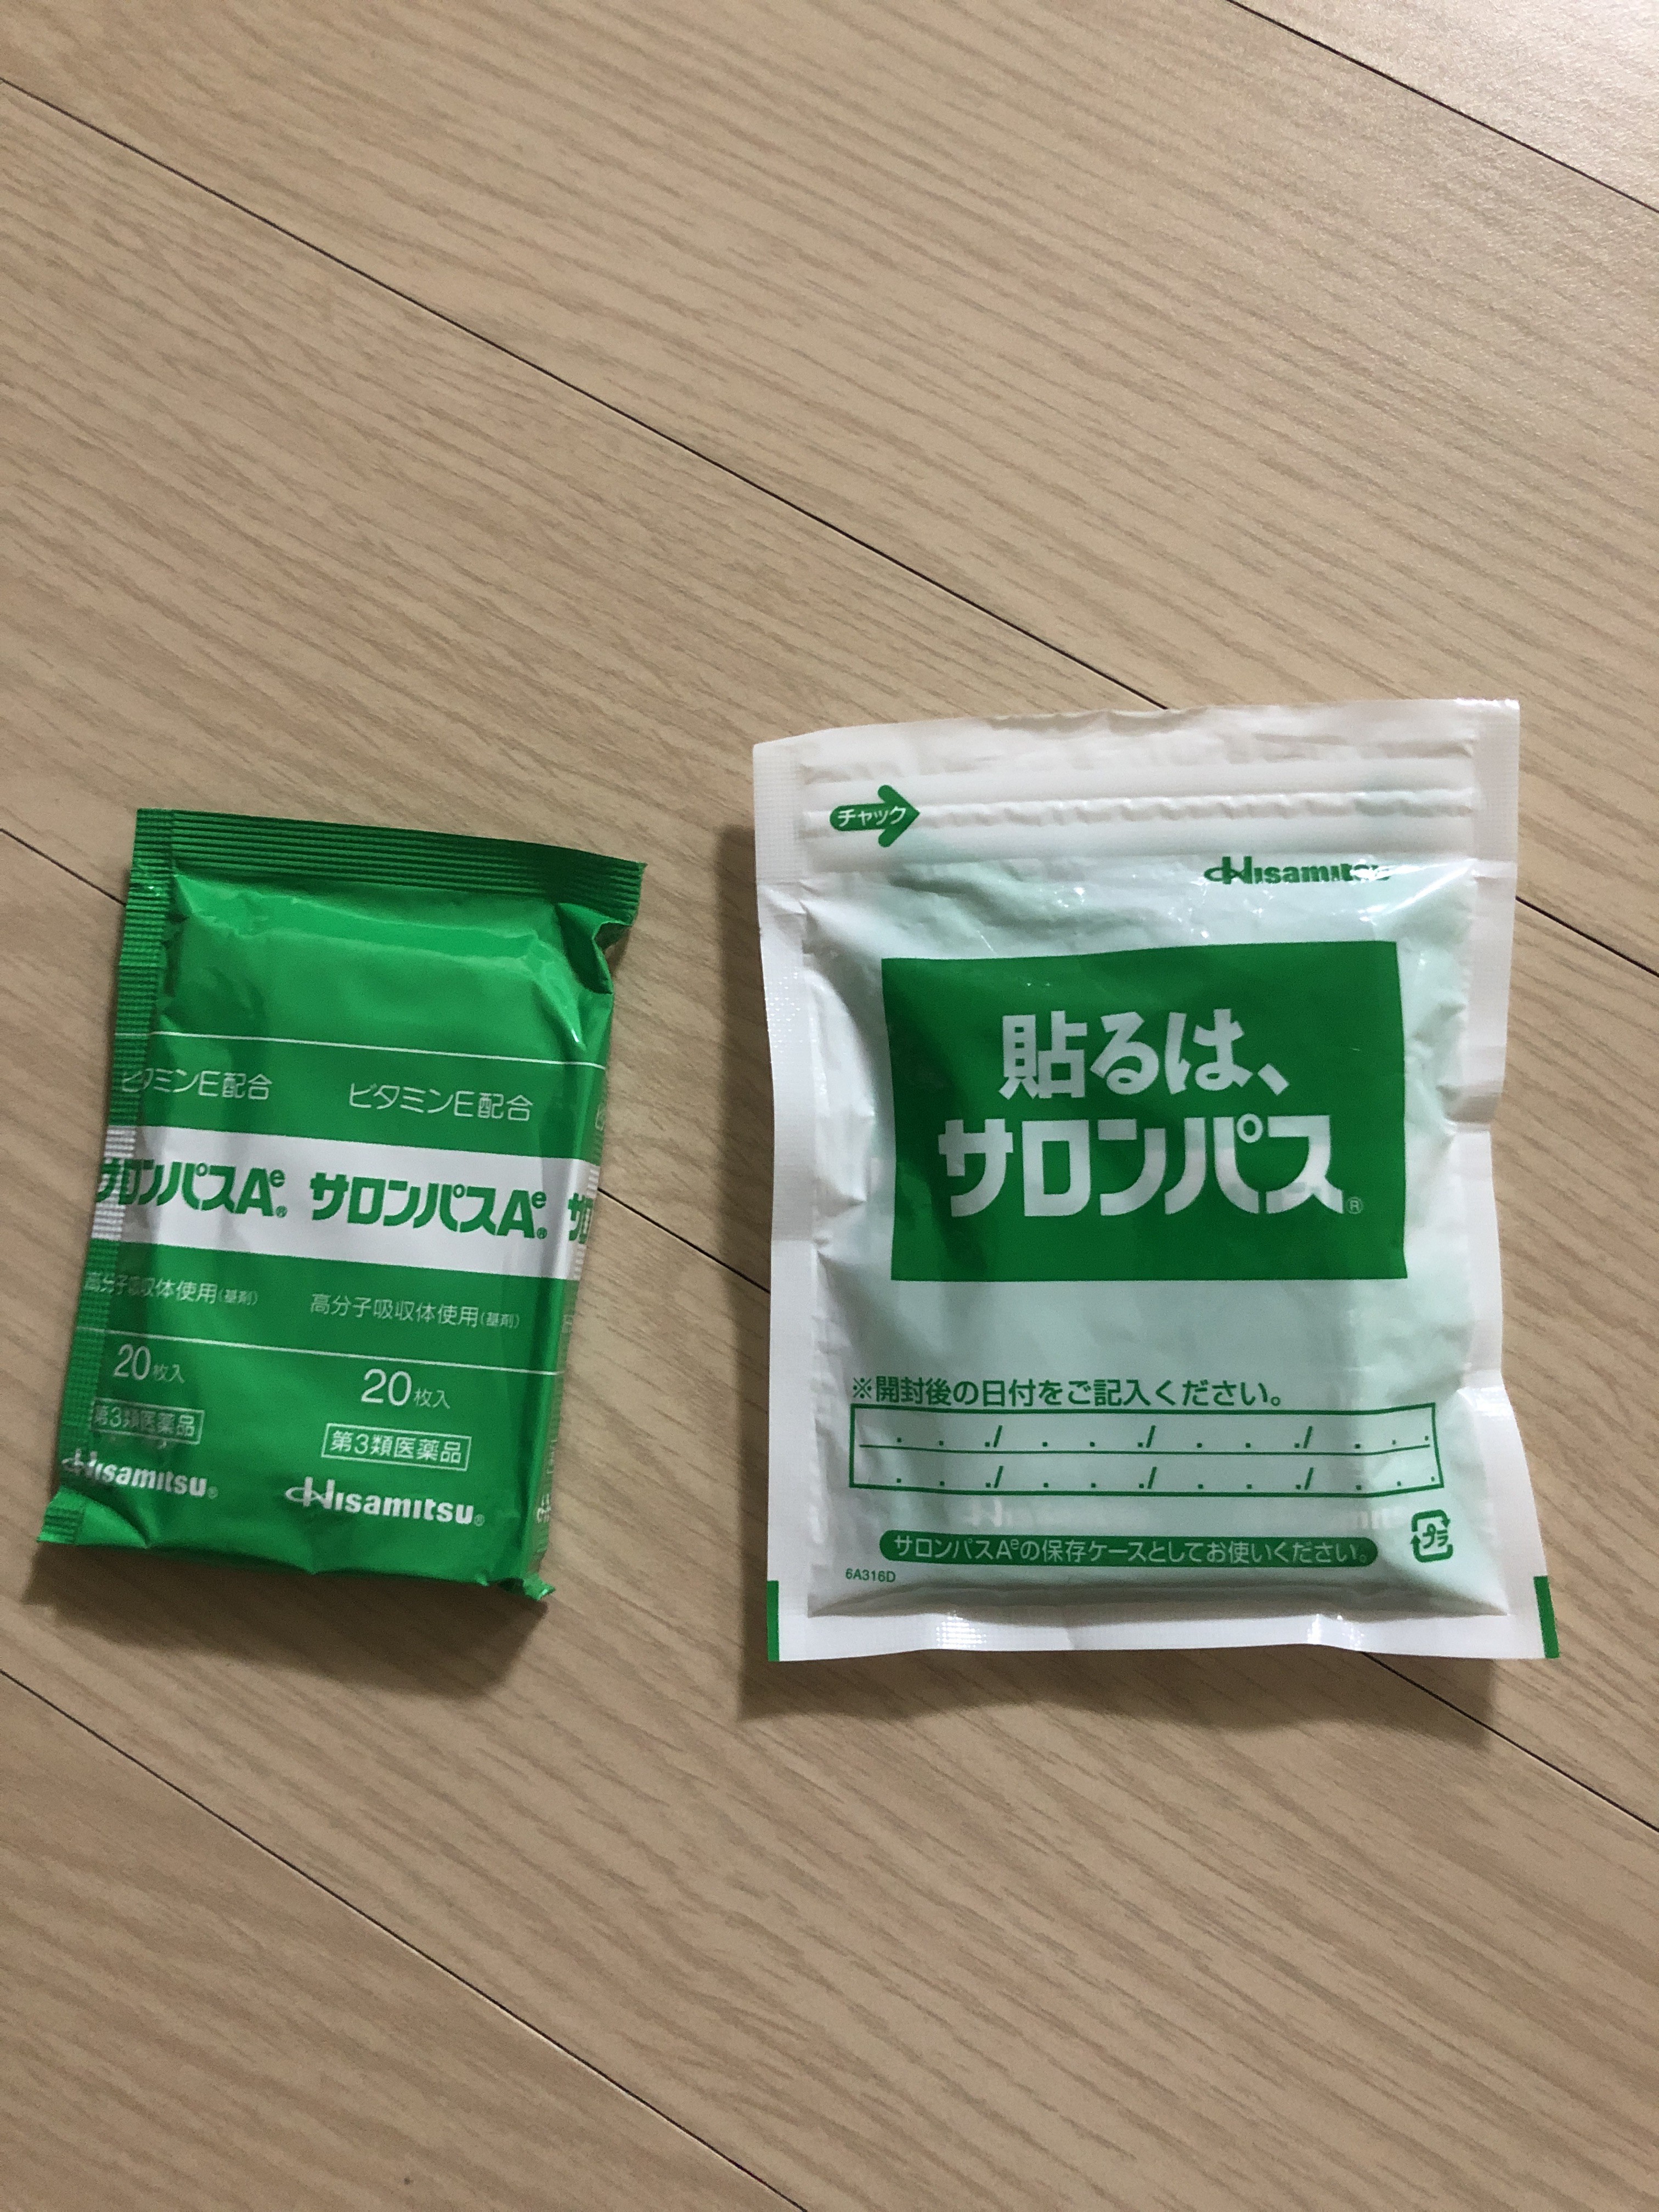 ビタミンE配合
ビタミンE配合
サロンパスAe®
サロンパスAe®
高分子吸収体使用(基剤)
高分子吸収体使用(基剤)
20枚入
20枚入
第3類医薬品
第3類医薬品
Hisamitsu®
Hisamitsu®
チャック
Hisamitsu
貼るは、
サロンパス®
※開封後の日付をご記入ください。
サロンパスAeの保存ケースとしてお使いください。
プラ
6A316D